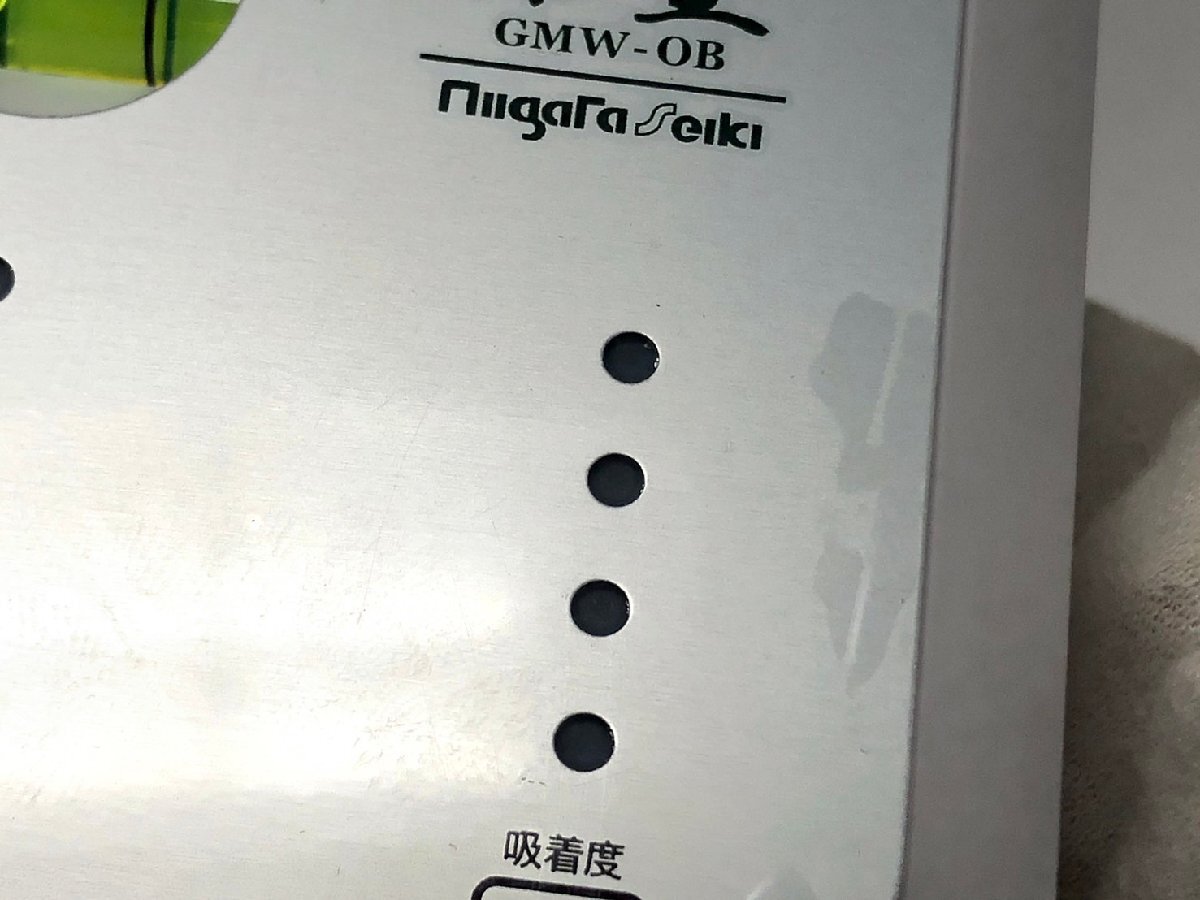 GMW-OB
Niigata Seiki
吸着度